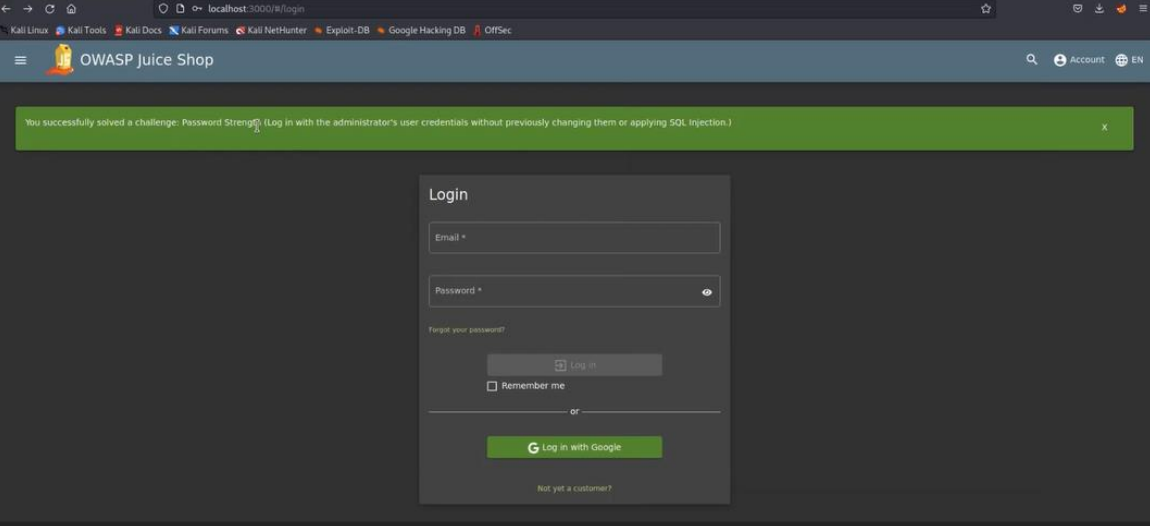 localhost:3000/#/login
Kali Linux Kali Tools Kali Docs Kali Forums Kali NetHunter Exploit-DB Google Hacking DB OffSec
OWASP Juice Shop Account EN
You successfully solved a challenge: Password Strength (Log in with the administrator's user credentials without previously changing them or applying SQL Injection.) X
Login
Email *
Password *
Forgot your password?
Log in
Remember me
or
G Log in with Google
Not yet a customer?